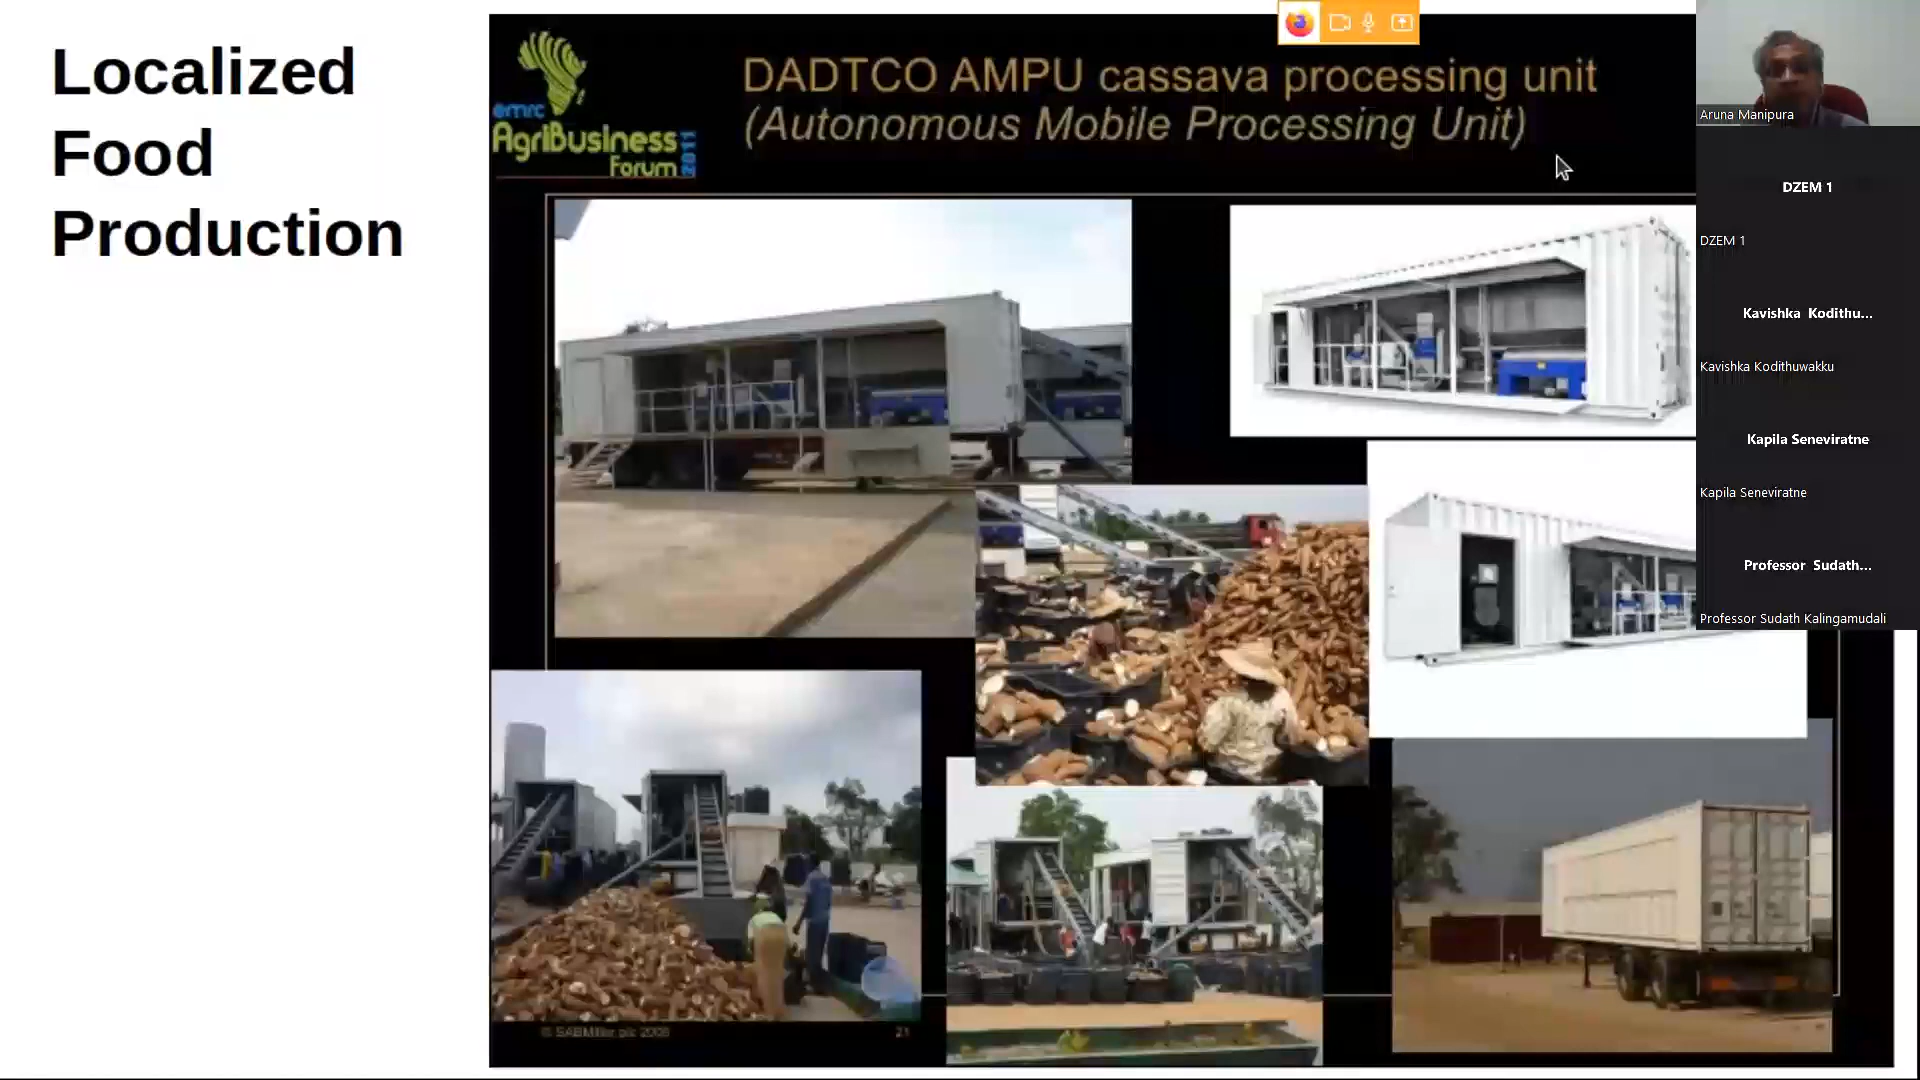 Localized
Food
Production
emrc
AgriBusiness
Forum 2011
DADTCO AMPU cassava processing unit
(Autonomous Mobile Processing Unit)
© SABMiller plc 2005
21
Aruna Manipura
DZEM 1
DZEM 1
Kavishka Kodithu...
Kavishka Kodithuwakku
Kapila Seneviratne
Kapila Seneviratne
Professor Sudath...
Professor Sudath Kalingamudali